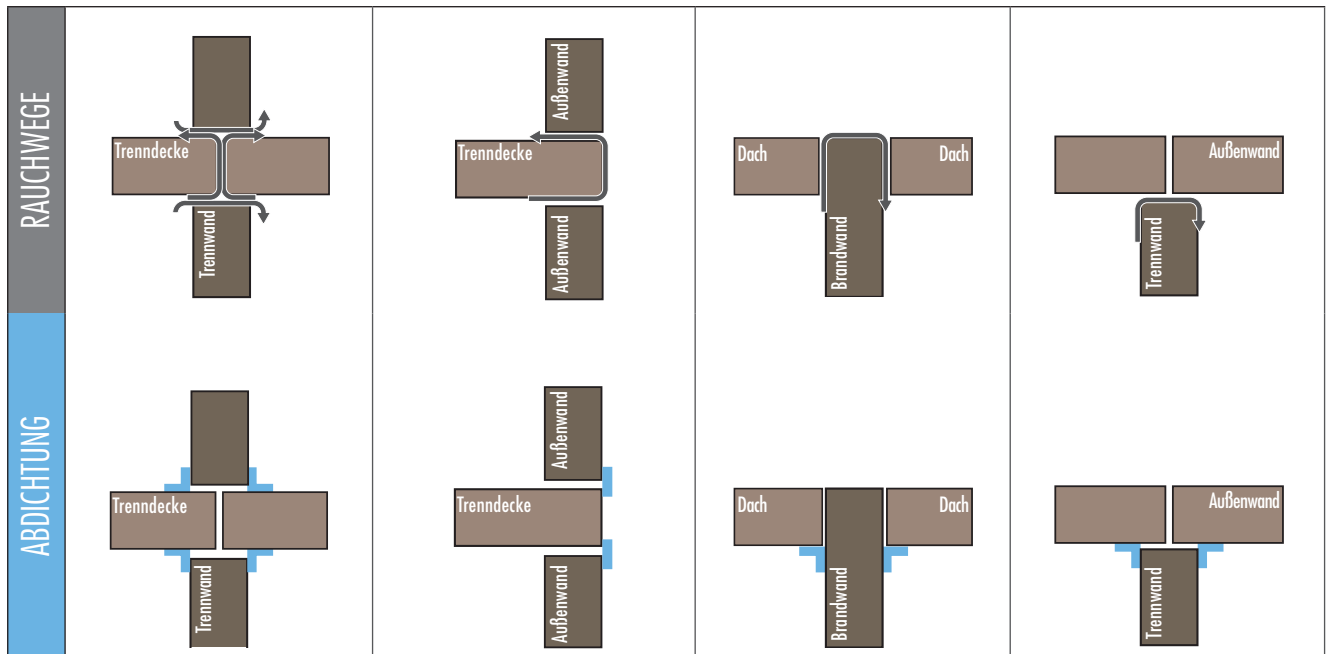 RAUCHWEGE
Trenndecke
Trennwand
Außenwand
Trenndecke
Außenwand
Dach
Dach
Brandwand
Außenwand
Trennwand
ABDICHTUNG
Trenndecke
Trennwand
Außenwand
Trenndecke
Außenwand
Dach
Dach
Brandwand
Außenwand
Trennwand